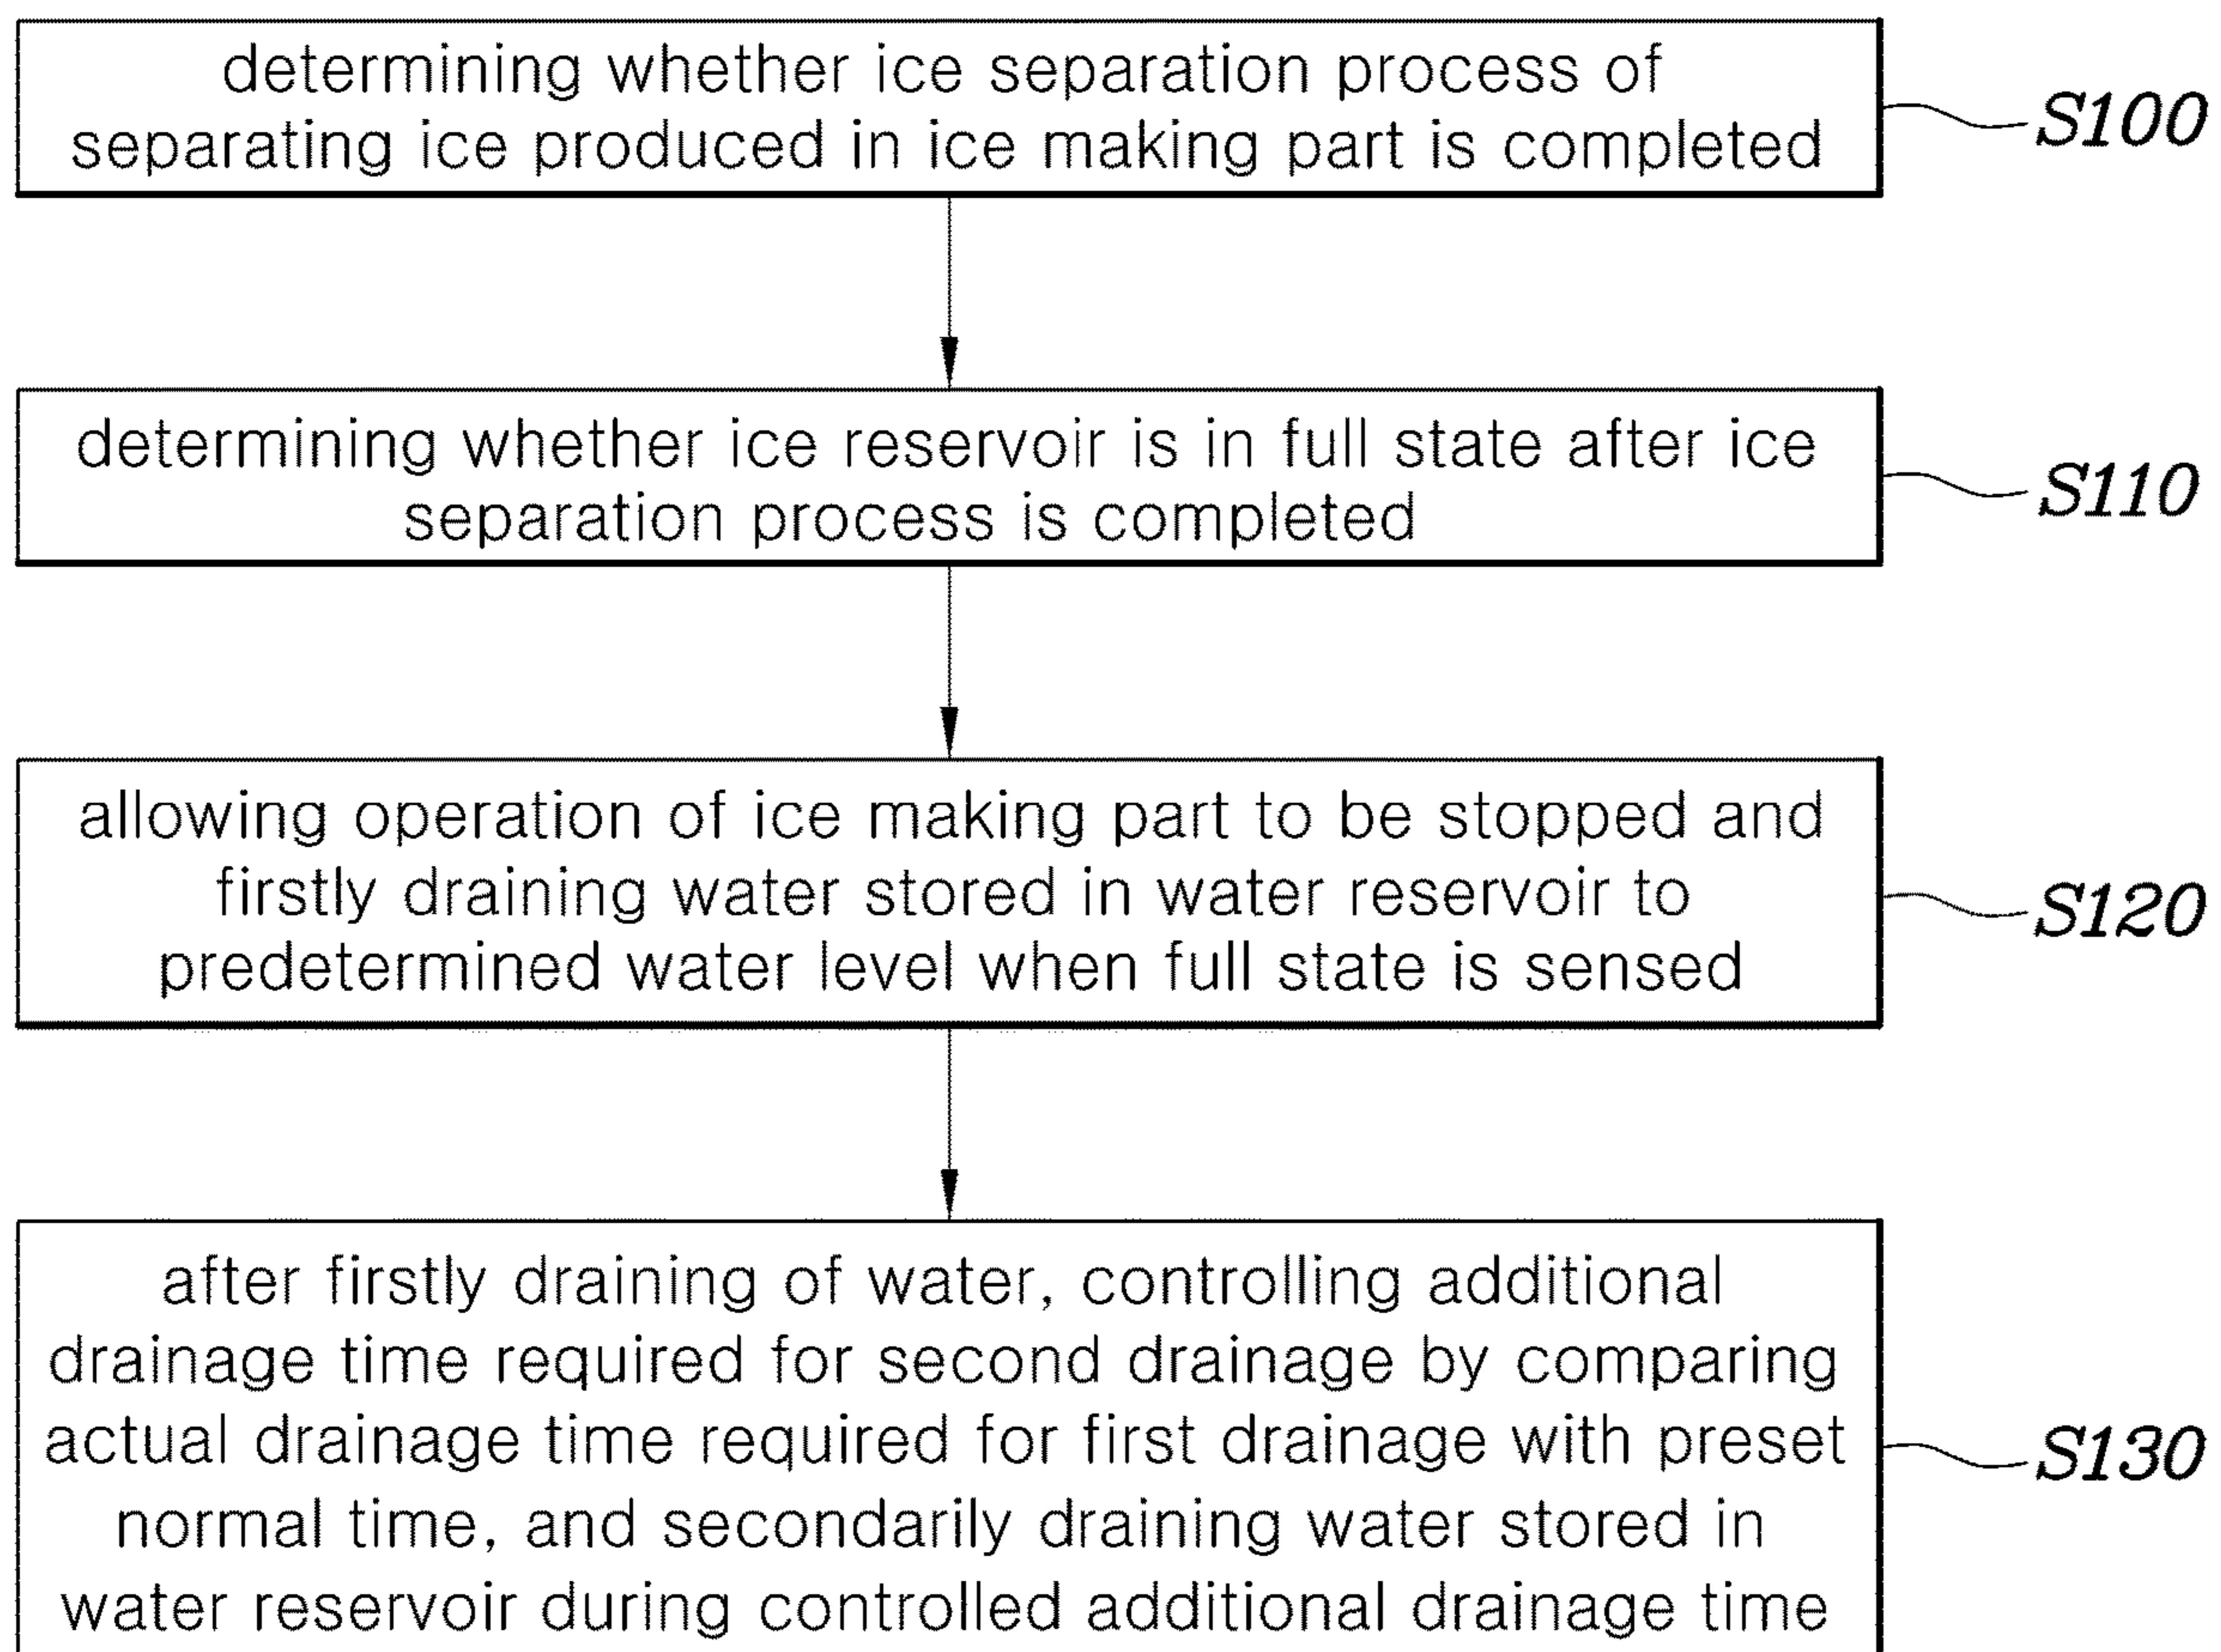 determining whether ice separation process of
separating ice produced in ice making part is completed
S100
determining whether ice reservoir is in full state after ice
separation process is completed
S110
allowing operation of ice making part to be stopped and
firstly draining water stored in water reservoir to
predetermined water level when full state is sensed
S120
after firstly draining of water, controlling additional
drainage time required for second drainage by comparing
actual drainage time required for first drainage with preset
normal time, and secondarily draining water stored in
water reservoir during controlled additional drainage time
S130